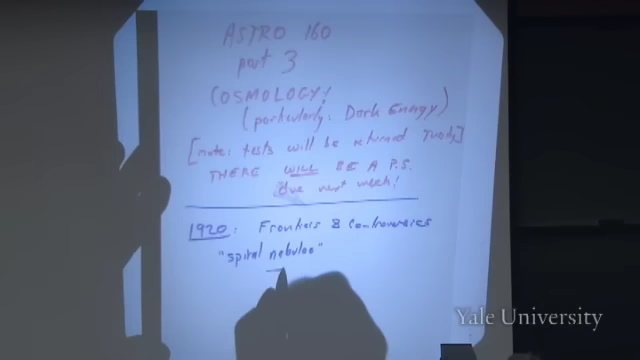 ASTRO 160
part 3
COSMOLOGY!
(particularly: Dark Energy)
[note: tests will be returned Tuesday]
THERE WILL BE A P.S.
due next week!
1920: Frontiers & Controversies
"spiral nebulae"
Yale University